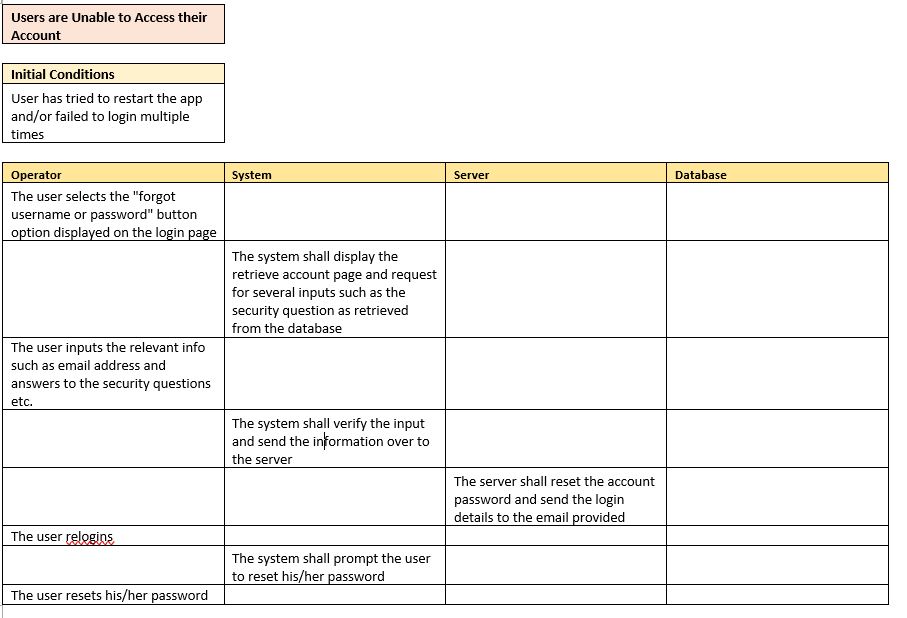 Users are Unable to Access their
Account
Initial Conditions
User has tried to restart the app
and/or failed to login multiple
times
Operator System Server Database
The user selects the "forgot
username or password" button
option displayed on the login page
The system shall display the
retrieve account page and request
for several inputs such as the
security question as retrieved
from the database
The user inputs the relevant info
such as email address and
answers to the security questions
etc.
The system shall verify the input
and send the information over to
the server
The server shall reset the account
password and send the login
details to the email provided
The user relogins
The system shall prompt the user
to reset his/her password
The user resets his/her password